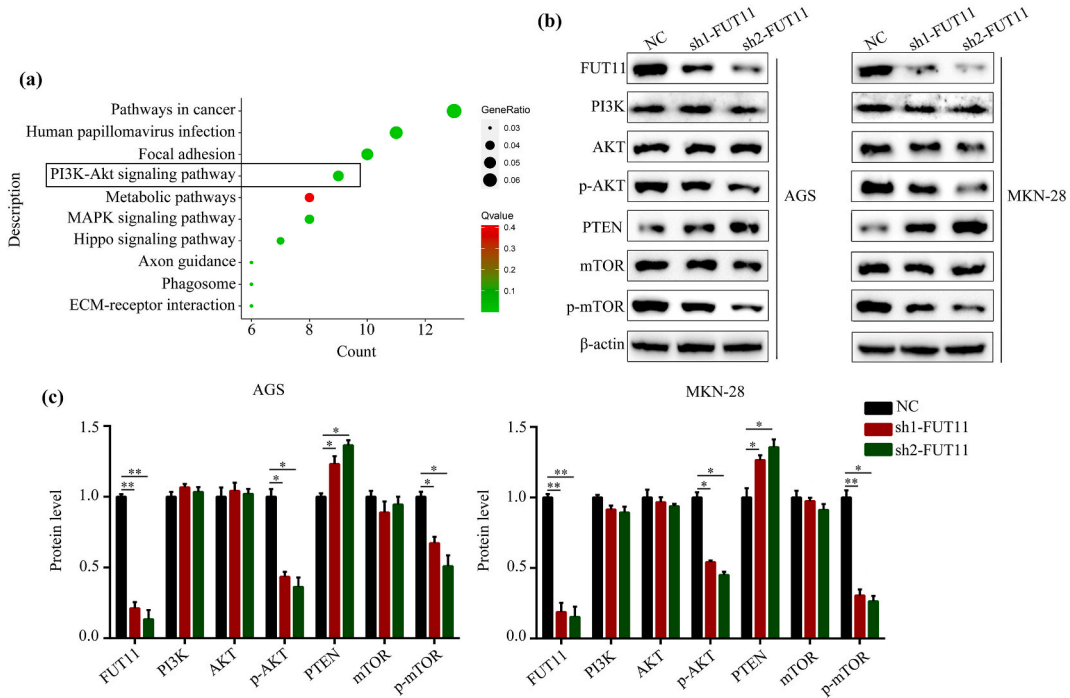 (a)
Description
Pathways in cancer
Human papillomavirus infection
Focal adhesion
PI3K-Akt signaling pathway
Metabolic pathways
MAPK signaling pathway
Hippo signaling pathway
Axon guidance
Phagosome
ECM-receptor interaction
6 8 10 12
Count
GeneRatio
0.03
0.04
0.05
0.06
Qvalue
0.4
0.3
0.2
0.1
(b)
NC sh1-FUT11 sh2-FUT11
NC sh1-FUT11 sh2-FUT11
FUT11
PI3K
AKT
p-AKT
PTEN
mTOR
p-mTOR
β-actin
AGS
MKN-28
(c)
AGS
Protein level
1.5
1.0
0.5
0.0
** ** * * * * * *
FUT11 PI3K AKT p-AKT PTEN mTOR p-mTOR
MKN-28
Protein level
1.5
1.0
0.5
0.0
** ** * * * * * **
FUT11 PI3K AKT p-AKT PTEN mTOR p-mTOR
NC
sh1-FUT11
sh2-FUT11